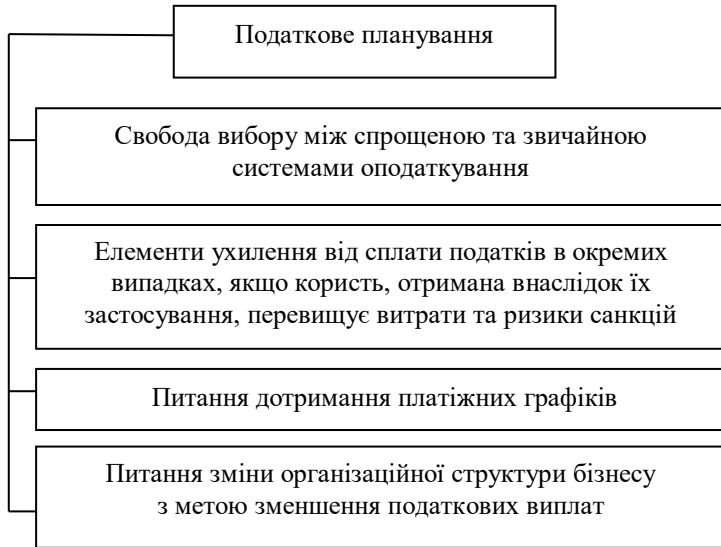 Податкове планування
Свобода вибору між спрощеною та звичайною
системами оподаткування
Елементи ухилення від сплати податків в окремих
випадках, якщо користь, отримана внаслідок їх
застосування, перевищує витрати та ризики санкцій
Питання дотримання платіжних графіків
Питання зміни організаційної структури бізнесу
з метою зменшення податкових виплат